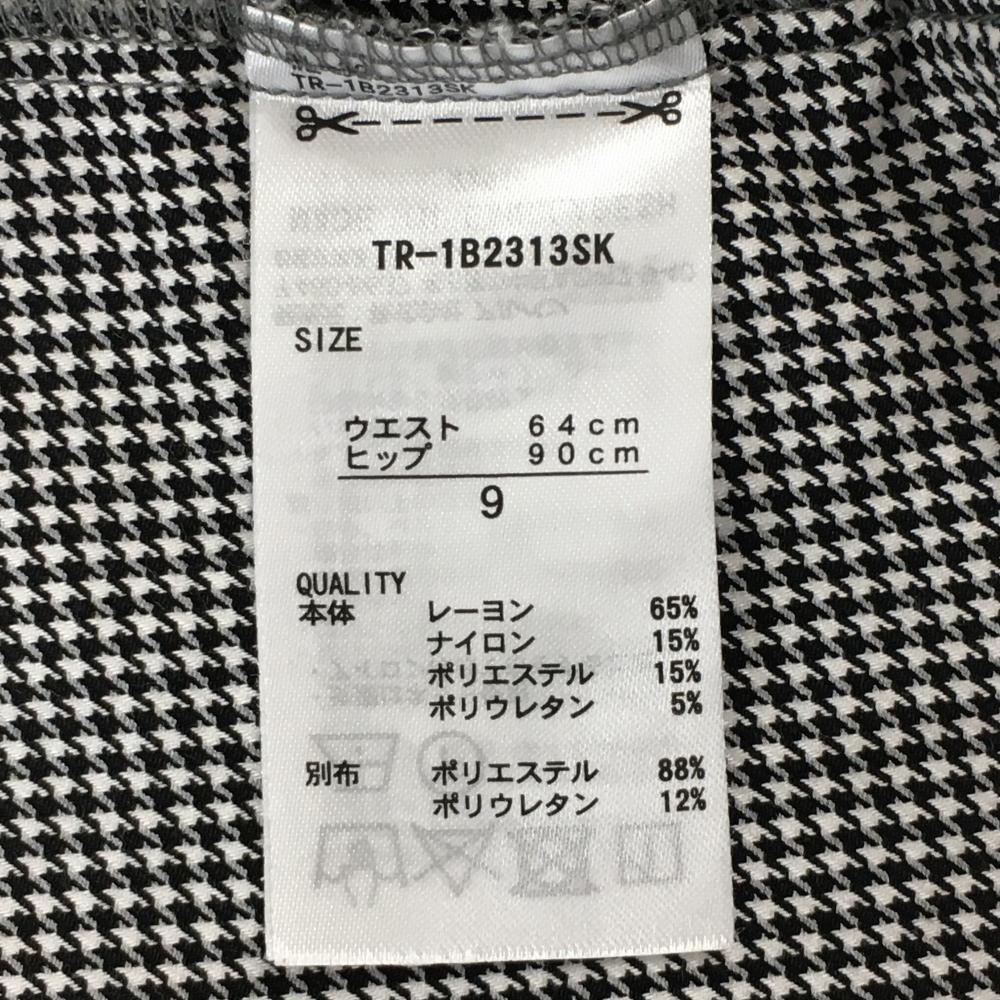 TR-1B2313SK
TR-1B2313SK
SIZE
ウエスト 64cm
ヒップ 90cm
9
QUALITY
本体 レーヨン 65%
ナイロン 15%
ポリエステル 15%
ポリウレタン 5%
別布 ポリエステル 88%
ポリウレタン 12%